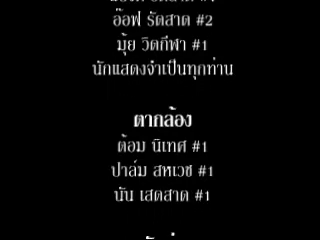 อ๊อฟ รัดสาด #2
มุ้ย วิดกีฬา #1
นักแสดงจำเป็นทุกท่าน
ตากล้อง
ต้อม นิเทศ #1
ปาล์ม สหเวช #1
นัน เสดสาด #1